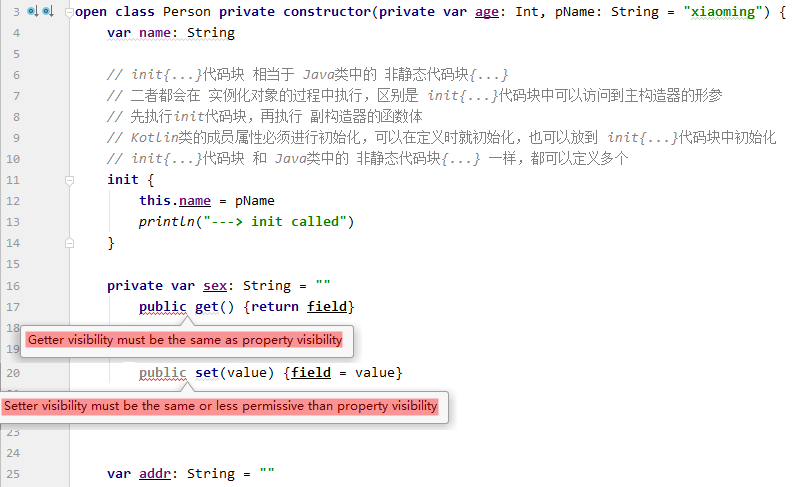 3 open class Person private constructor(private var age: Int, pName: String = "xiaoming") {
4 var name: String
5
6 // init{...}代码块 相当于 Java类中的 非静态代码块{...}
7 // 二者都会在 实例化对象的过程中执行，区别是 init{...}代码块中可以访问到主构造器的形参
8 // 先执行init代码块，再执行 副构造器的函数体
9 // Kotlin类的成员属性必须进行初始化，可以在定义时就初始化，也可以放到 init{...}代码块中初始化
10 // init{...}代码块 和 Java类中的 非静态代码块{...} 一样，都可以定义多个
11 init {
12 this.name = pName
13 println("---> init called")
14 }
15
16 private var sex: String = ""
17 public get() {return field}
18
Getter visibility must be the same as property visibility
19
20 public set(value) {field = value}
Setter visibility must be the same or less permissive than property visibility
23
24
25 var addr: String = ""